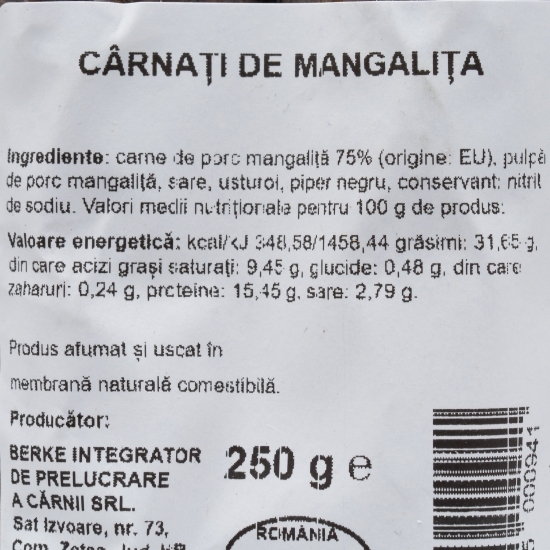 CÂRNAȚI DE MANGALIȚA
Ingrediente: carne de porc mangaliță 75% (origine: EU), pulpă
de porc mangaliță, sare, usturoi, piper negru, conservant: nitrit
de sodiu. Valori medii nutriționale pentru 100 g de produs:
Valoare energetică: kcal/kJ 348,58/1458,44 grăsimi: 31,65 g,
din care acizi grași saturați: 9,45 g, glucide: 0,48 g, din care
zaharuri: 0,24 g, proteine: 15,45 g, sare: 2,79 g.
Produs afumat și uscat în
membrană naturală comestibilă.
Producător:
BERKE INTEGRATOR
DE PRELUCRARE
A CĂRNII SRL.
250 g e
Sat Izvoare, nr. 73,
ROMÂNIA
Com. Zetea, Jud.
000941